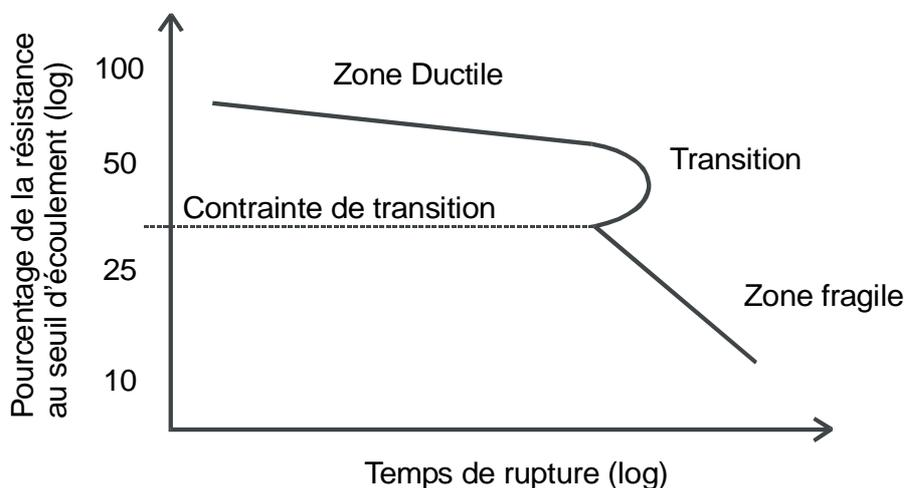 Pourcentage de la résistance
au seuil d'écoulement (log)
100
50
25
10
Zone Ductile
Transition
Contrainte de transition
Zone fragile
Temps de rupture (log)